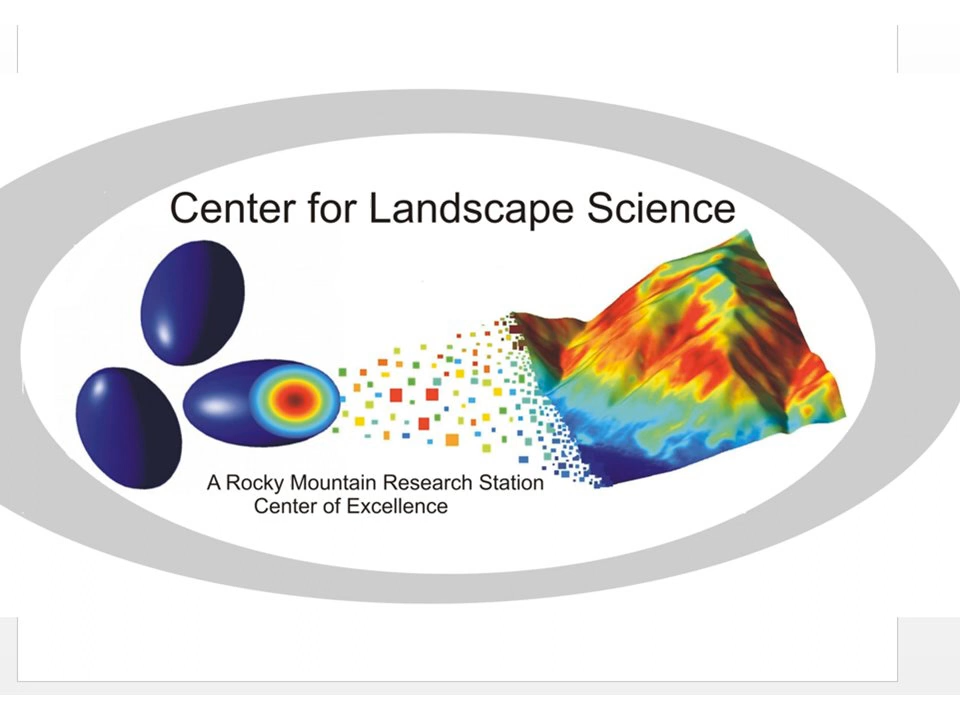 Center for Landscape Science
A Rocky Mountain Research Station
Center of Excellence